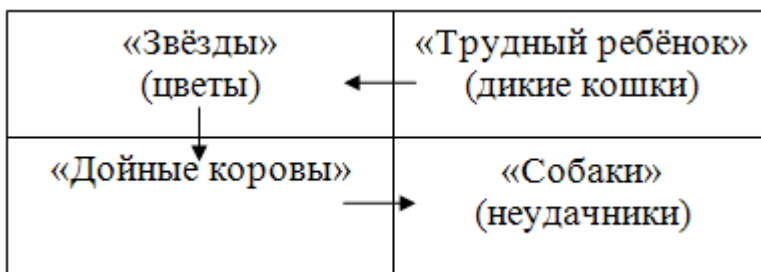 «Звёзды»
(цветы)
«Трудный ребёнок»
(дикие кошки)
«Дойные коровы»
«Собаки»
(неудачники)